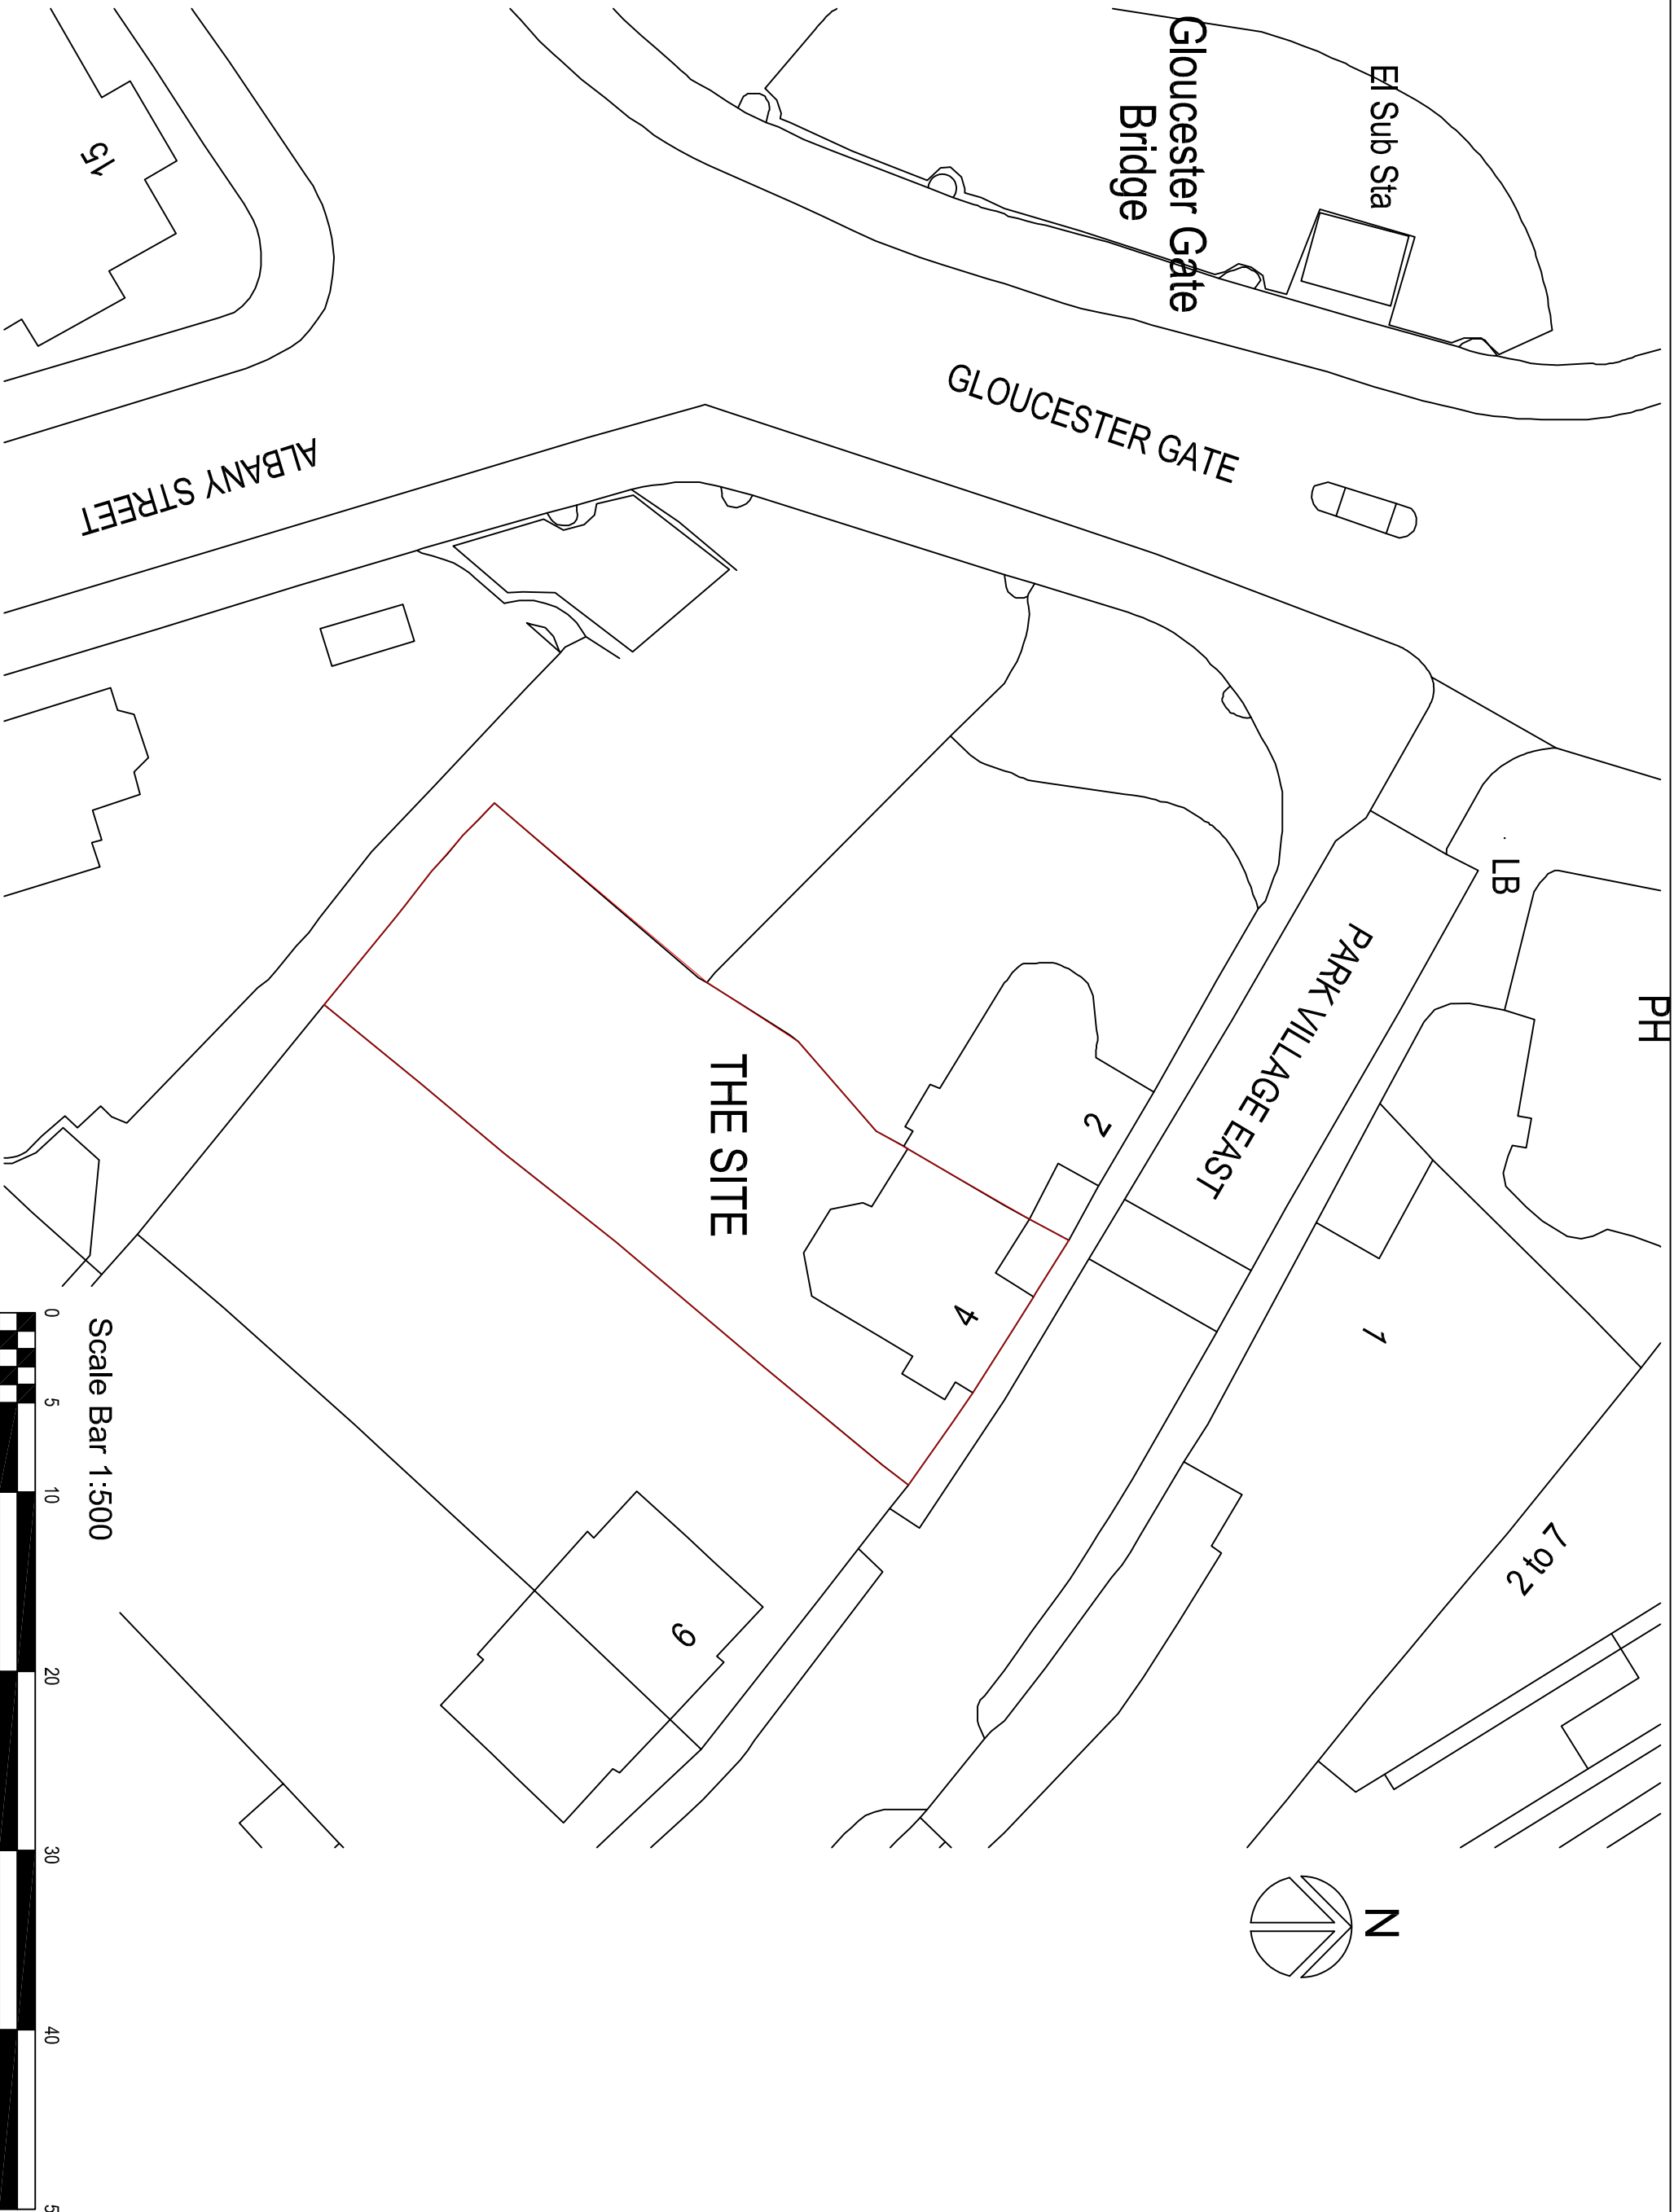 El Sub Sta
Gloucester Gate
Bridge
GLOUCESTER GATE
ALBANY STREET
15
PH
LB
PARK VILLAGE EAST
THE SITE
2
4
1
6
2 to 7
N
Scale Bar 1:500
0 5 10 20 30 40